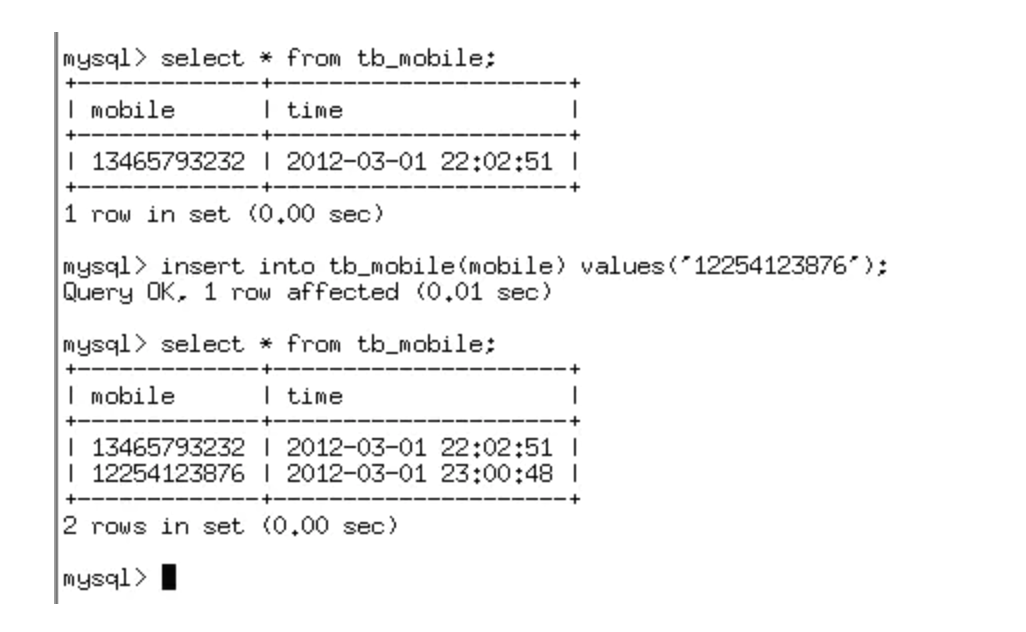 mysql> select * from tb_mobile;
+-------------+---------------------+
| mobile      | time                |
+-------------+---------------------+
| 13465793232 | 2012-03-01 22:02:51 |
+-------------+---------------------+
1 row in set (0.00 sec)
mysql> insert into tb_mobile(mobile) values('12254123876');
Query OK, 1 row affected (0.01 sec)
mysql> select * from tb_mobile;
+-------------+---------------------+
| mobile      | time                |
+-------------+---------------------+
| 13465793232 | 2012-03-01 22:02:51 |
| 12254123876 | 2012-03-01 23:00:48 |
+-------------+---------------------+
2 rows in set (0.00 sec)
mysql>